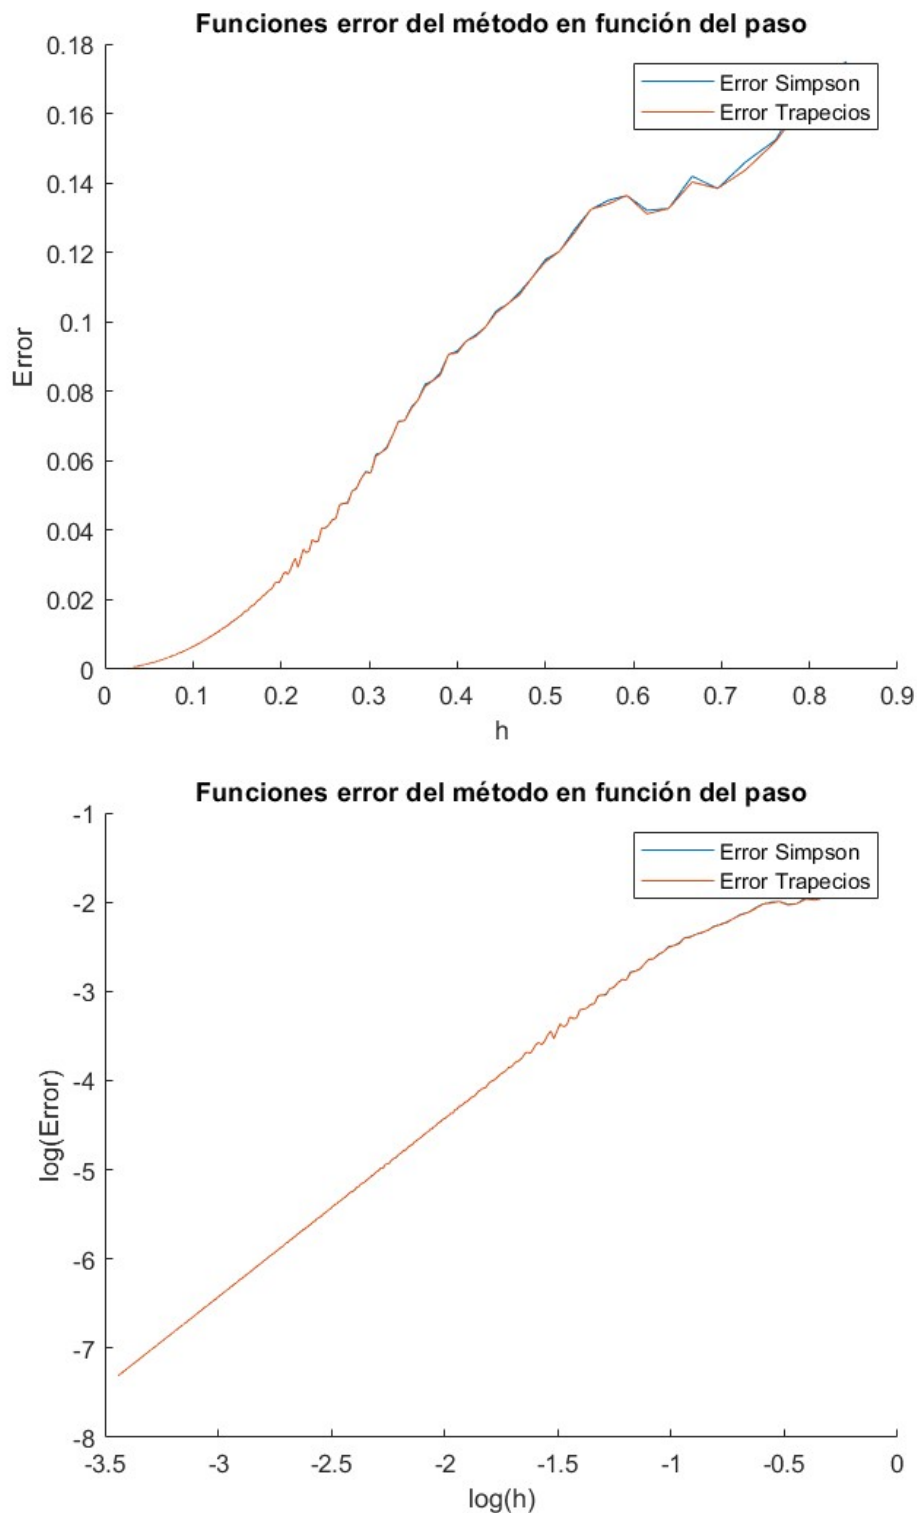 Funciones error del método en función del paso
0.18
0.16
0.14
0.12
0.1
0.08
0.06
0.04
0.02
0
Error
Error Simpson
Error Trapecios
0 0.1 0.2 0.3 0.4 0.5 0.6 0.7 0.8 0.9
h
Funciones error del método en función del paso
-1
-2
-3
-4
-5
-6
-7
-8
log(Error)
Error Simpson
Error Trapecios
-3.5 -3 -2.5 -2 -1.5 -1 -0.5 0
log(h)